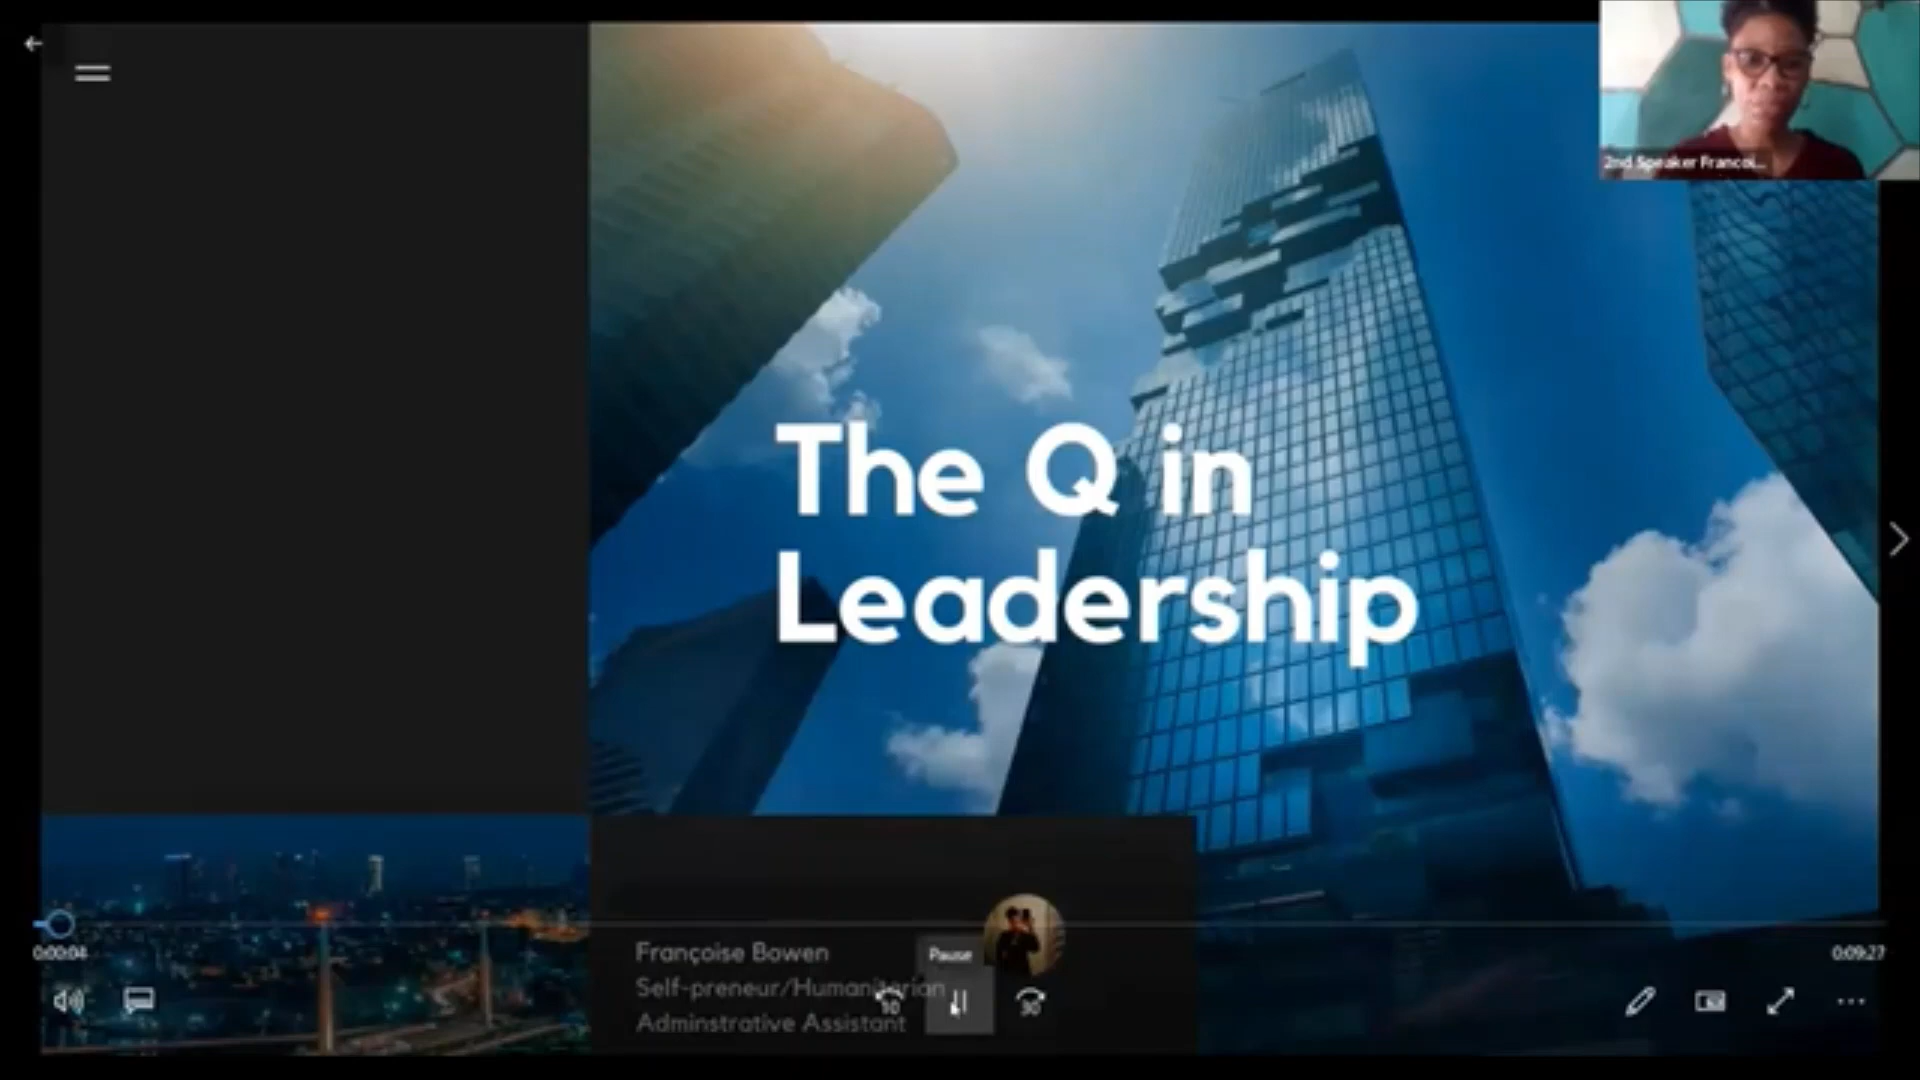 2nd Speaker Francoi...
The Q in
Leadership
0:00:04
0:09:27
Françoise Bowen
Pause
Self-preneur/Humanitarian
10
30
Adminstrative Assistant